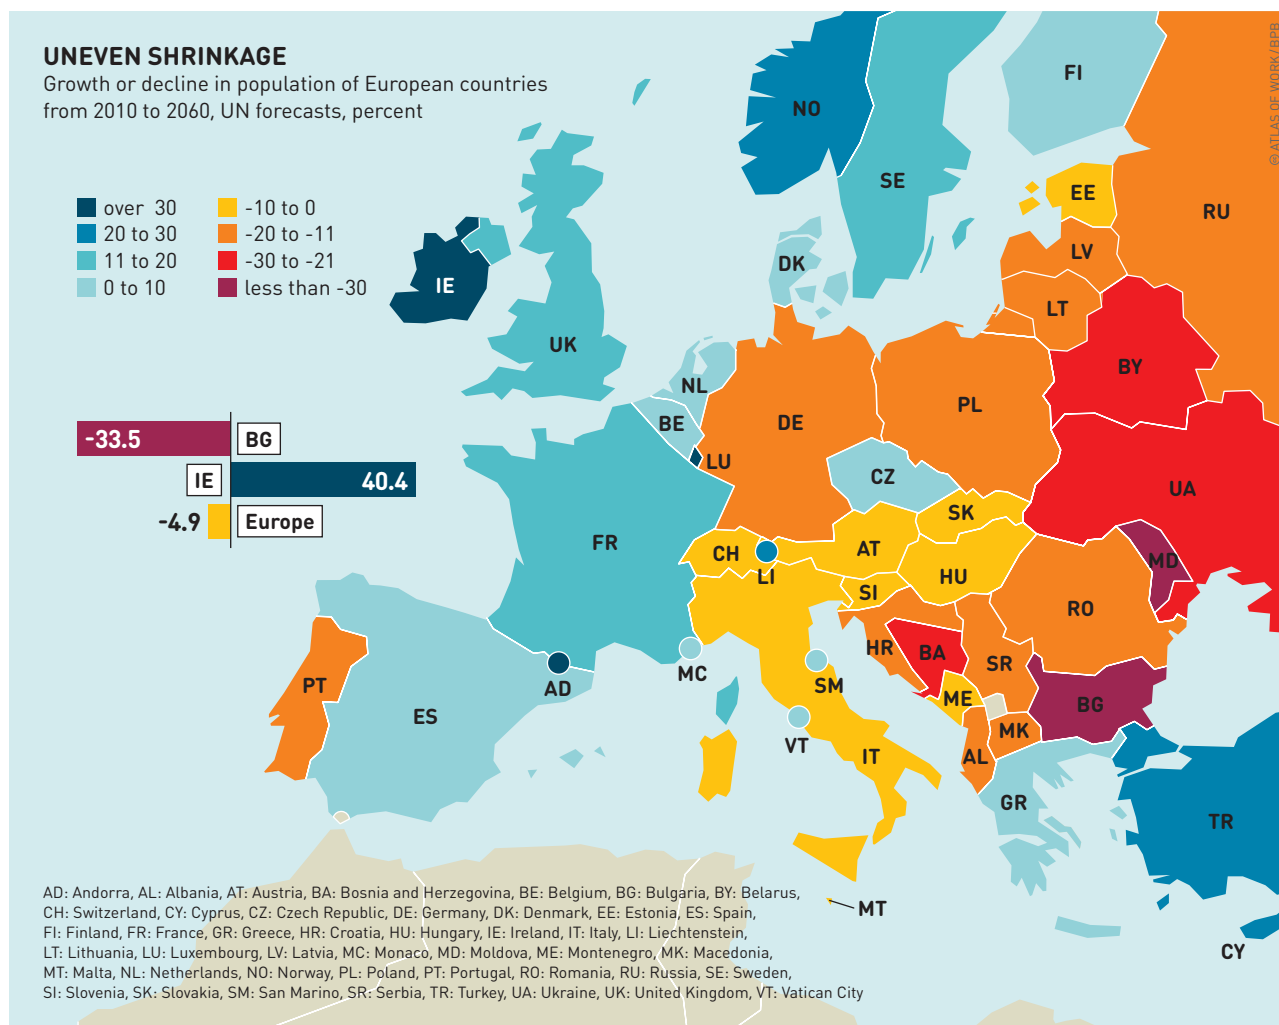 UNEVEN SHRINKAGE
Growth or decline in population of European countries
from 2010 to 2060, UN forecasts, percent
over 30
20 to 30
11 to 20
0 to 10
-10 to 0
-20 to -11
-30 to -21
less than -30
-33.5 BG
IE 40.4
-4.9 Europe
© ATLAS OF WORK/BPB
FI
NO
SE
EE
RU
LV
DK
IE
LT
UK
BY
NL
PL
BE
DE
LU
CZ
UA
SK
FR
CH
AT
MD
LI
HU
SI
RO
HR
BA
SR
MC
PT
AD
SM
ME
BG
ES
VT
MK
IT
AL
GR
TR
MT
CY
AD: Andorra, AL: Albania, AT: Austria, BA: Bosnia and Herzegovina, BE: Belgium, BG: Bulgaria, BY: Belarus,
CH: Switzerland, CY: Cyprus, CZ: Czech Republic, DE: Germany, DK: Denmark, EE: Estonia, ES: Spain,
FI: Finland, FR: France, GR: Greece, HR: Croatia, HU: Hungary, IE: Ireland, IT: Italy, LI: Liechtenstein,
LT: Lithuania, LU: Luxembourg, LV: Latvia, MC: Monaco, MD: Moldova, ME: Montenegro, MK: Macedonia,
MT: Malta, NL: Netherlands, NO: Norway, PL: Poland, PT: Portugal, RO: Romania, RU: Russia, SE: Sweden,
SI: Slovenia, SK: Slovakia, SM: San Marino, SR: Serbia, TR: Turkey, UA: Ukraine, UK: United Kingdom, VT: Vatican City